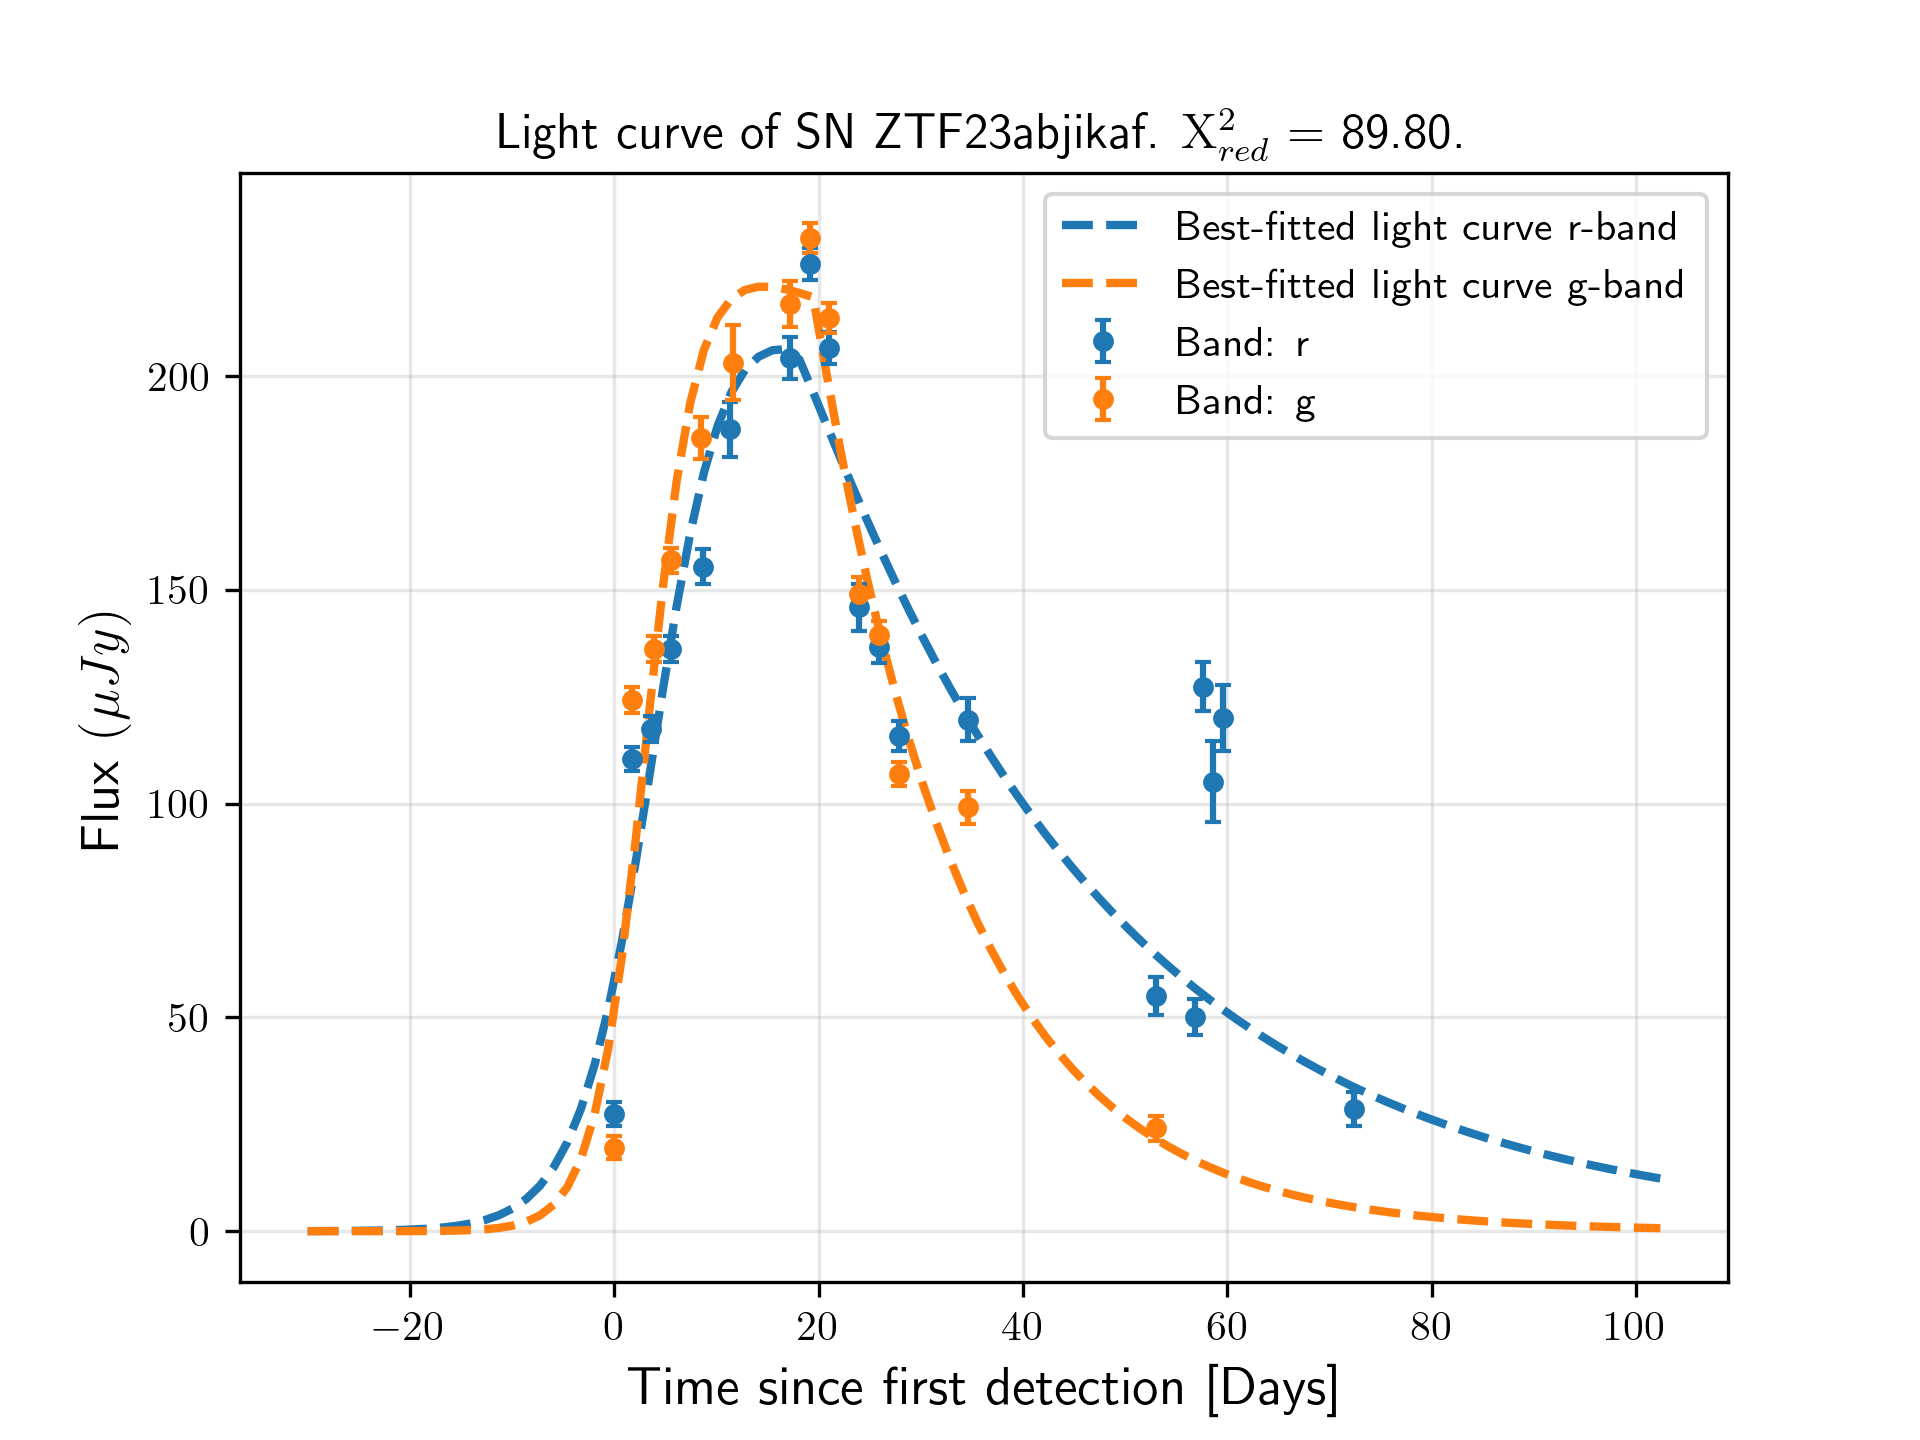 Light curve of SN ZTF23abjikaf. X²_red = 89.80.
Best-fitted light curve r-band
Best-fitted light curve g-band
Band: r
Band: g
Flux (μJy)
200
150
100
50
0
−20 0 20 40 60 80 100
Time since first detection [Days]